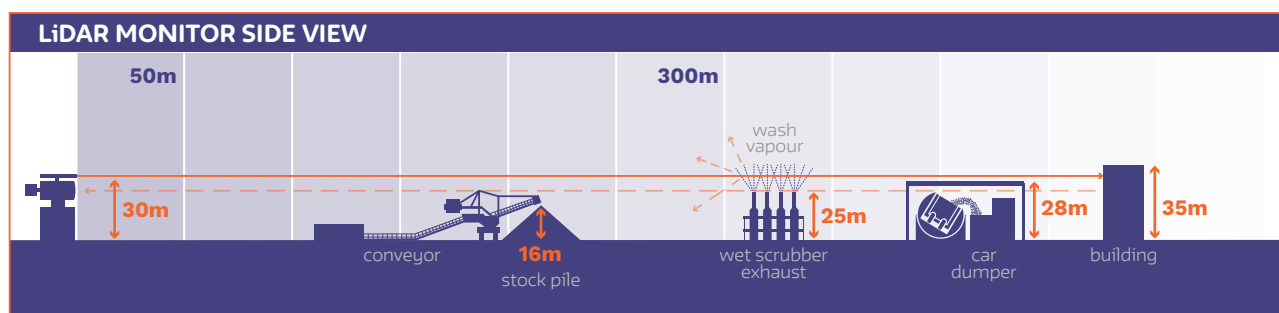 LiDAR MONITOR SIDE VIEW
50m
300m
wash
vapour
30m
25m
28m
35m
conveyor
16m
stock pile
wet scrubber
exhaust
car
dumper
building